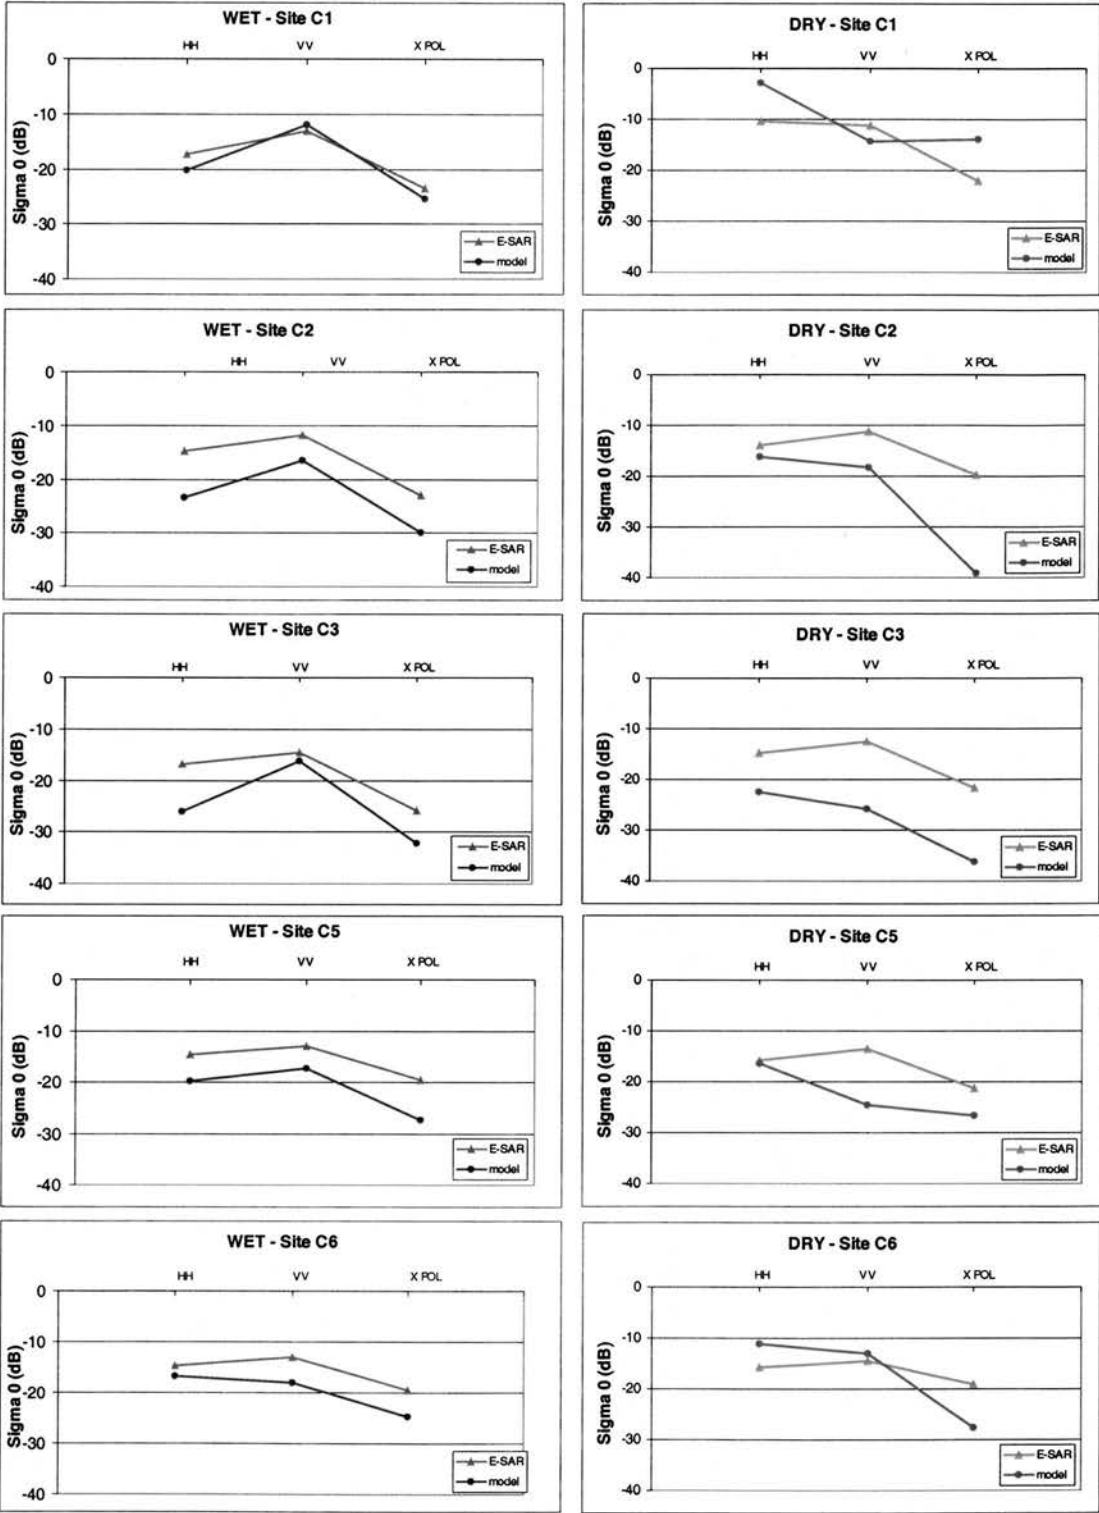 WET - Site C1
HH VV X POL
0
-10
-20
-30
-40
Sigma 0 (dB)
E-SAR
model
DRY - Site C1
HH VV X POL
0
-10
-20
-30
-40
Sigma 0 (dB)
E-SAR
model
WET - Site C2
HH VV X POL
0
-10
-20
-30
-40
Sigma 0 (dB)
E-SAR
model
DRY - Site C2
HH VV X POL
0
-10
-20
-30
-40
Sigma 0 (dB)
E-SAR
model
WET - Site C3
HH VV X POL
0
-10
-20
-30
-40
Sigma 0 (dB)
E-SAR
model
DRY - Site C3
HH VV X POL
0
-10
-20
-30
-40
Sigma 0 (dB)
E-SAR
model
WET - Site C5
HH VV X POL
0
-10
-20
-30
-40
Sigma 0 (dB)
E-SAR
model
DRY - Site C5
HH VV X POL
0
-10
-20
-30
-40
Sigma 0 (dB)
E-SAR
model
WET - Site C6
HH VV X POL
0
-10
-20
-30
-40
Sigma 0 (dB)
E-SAR
model
DRY - Site C6
HH VV X POL
0
-10
-20
-30
-40
Sigma 0 (dB)
E-SAR
model